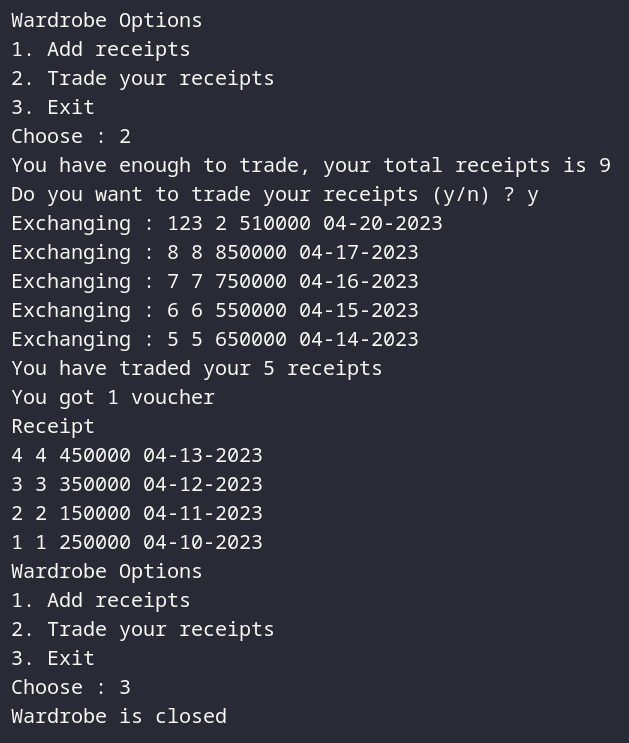 Wardrobe Options
1. Add receipts
2. Trade your receipts
3. Exit
Choose : 2
You have enough to trade, your total receipts is 9
Do you want to trade your receipts (y/n) ? y
Exchanging : 123 2 510000 04-20-2023
Exchanging : 8 8 850000 04-17-2023
Exchanging : 7 7 750000 04-16-2023
Exchanging : 6 6 550000 04-15-2023
Exchanging : 5 5 650000 04-14-2023
You have traded your 5 receipts
You got 1 voucher
Receipt
4 4 450000 04-13-2023
3 3 350000 04-12-2023
2 2 150000 04-11-2023
1 1 250000 04-10-2023
Wardrobe Options
1. Add receipts
2. Trade your receipts
3. Exit
Choose : 3
Wardrobe is closed